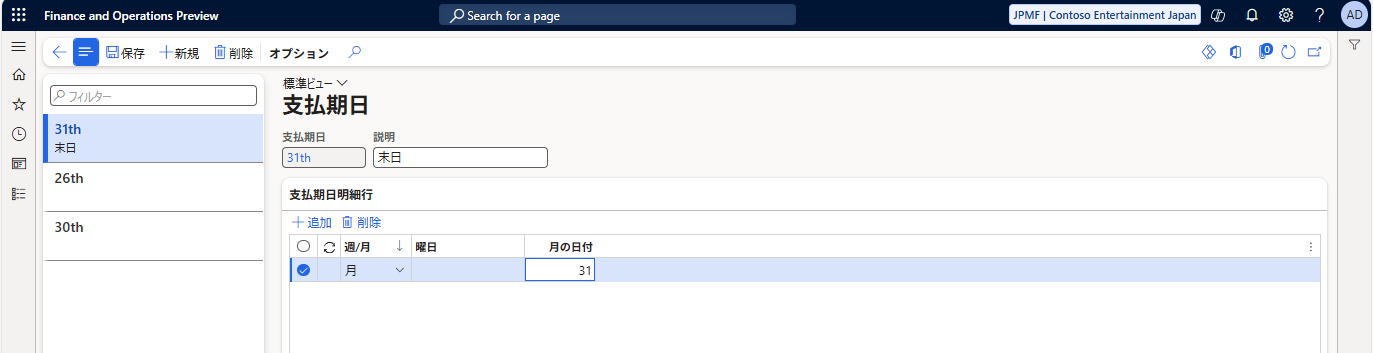 Finance and Operations Preview
Search for a page
JPMF | Contoso Entertainment Japan
AD
保存
新規
削除
オプション
0
フィルター
31th
末日
26th
30th
標準ビュー
支払期日
支払期日 説明
31th 末日
支払期日明細行
追加 削除
週/月 曜日 月の日付
月 31